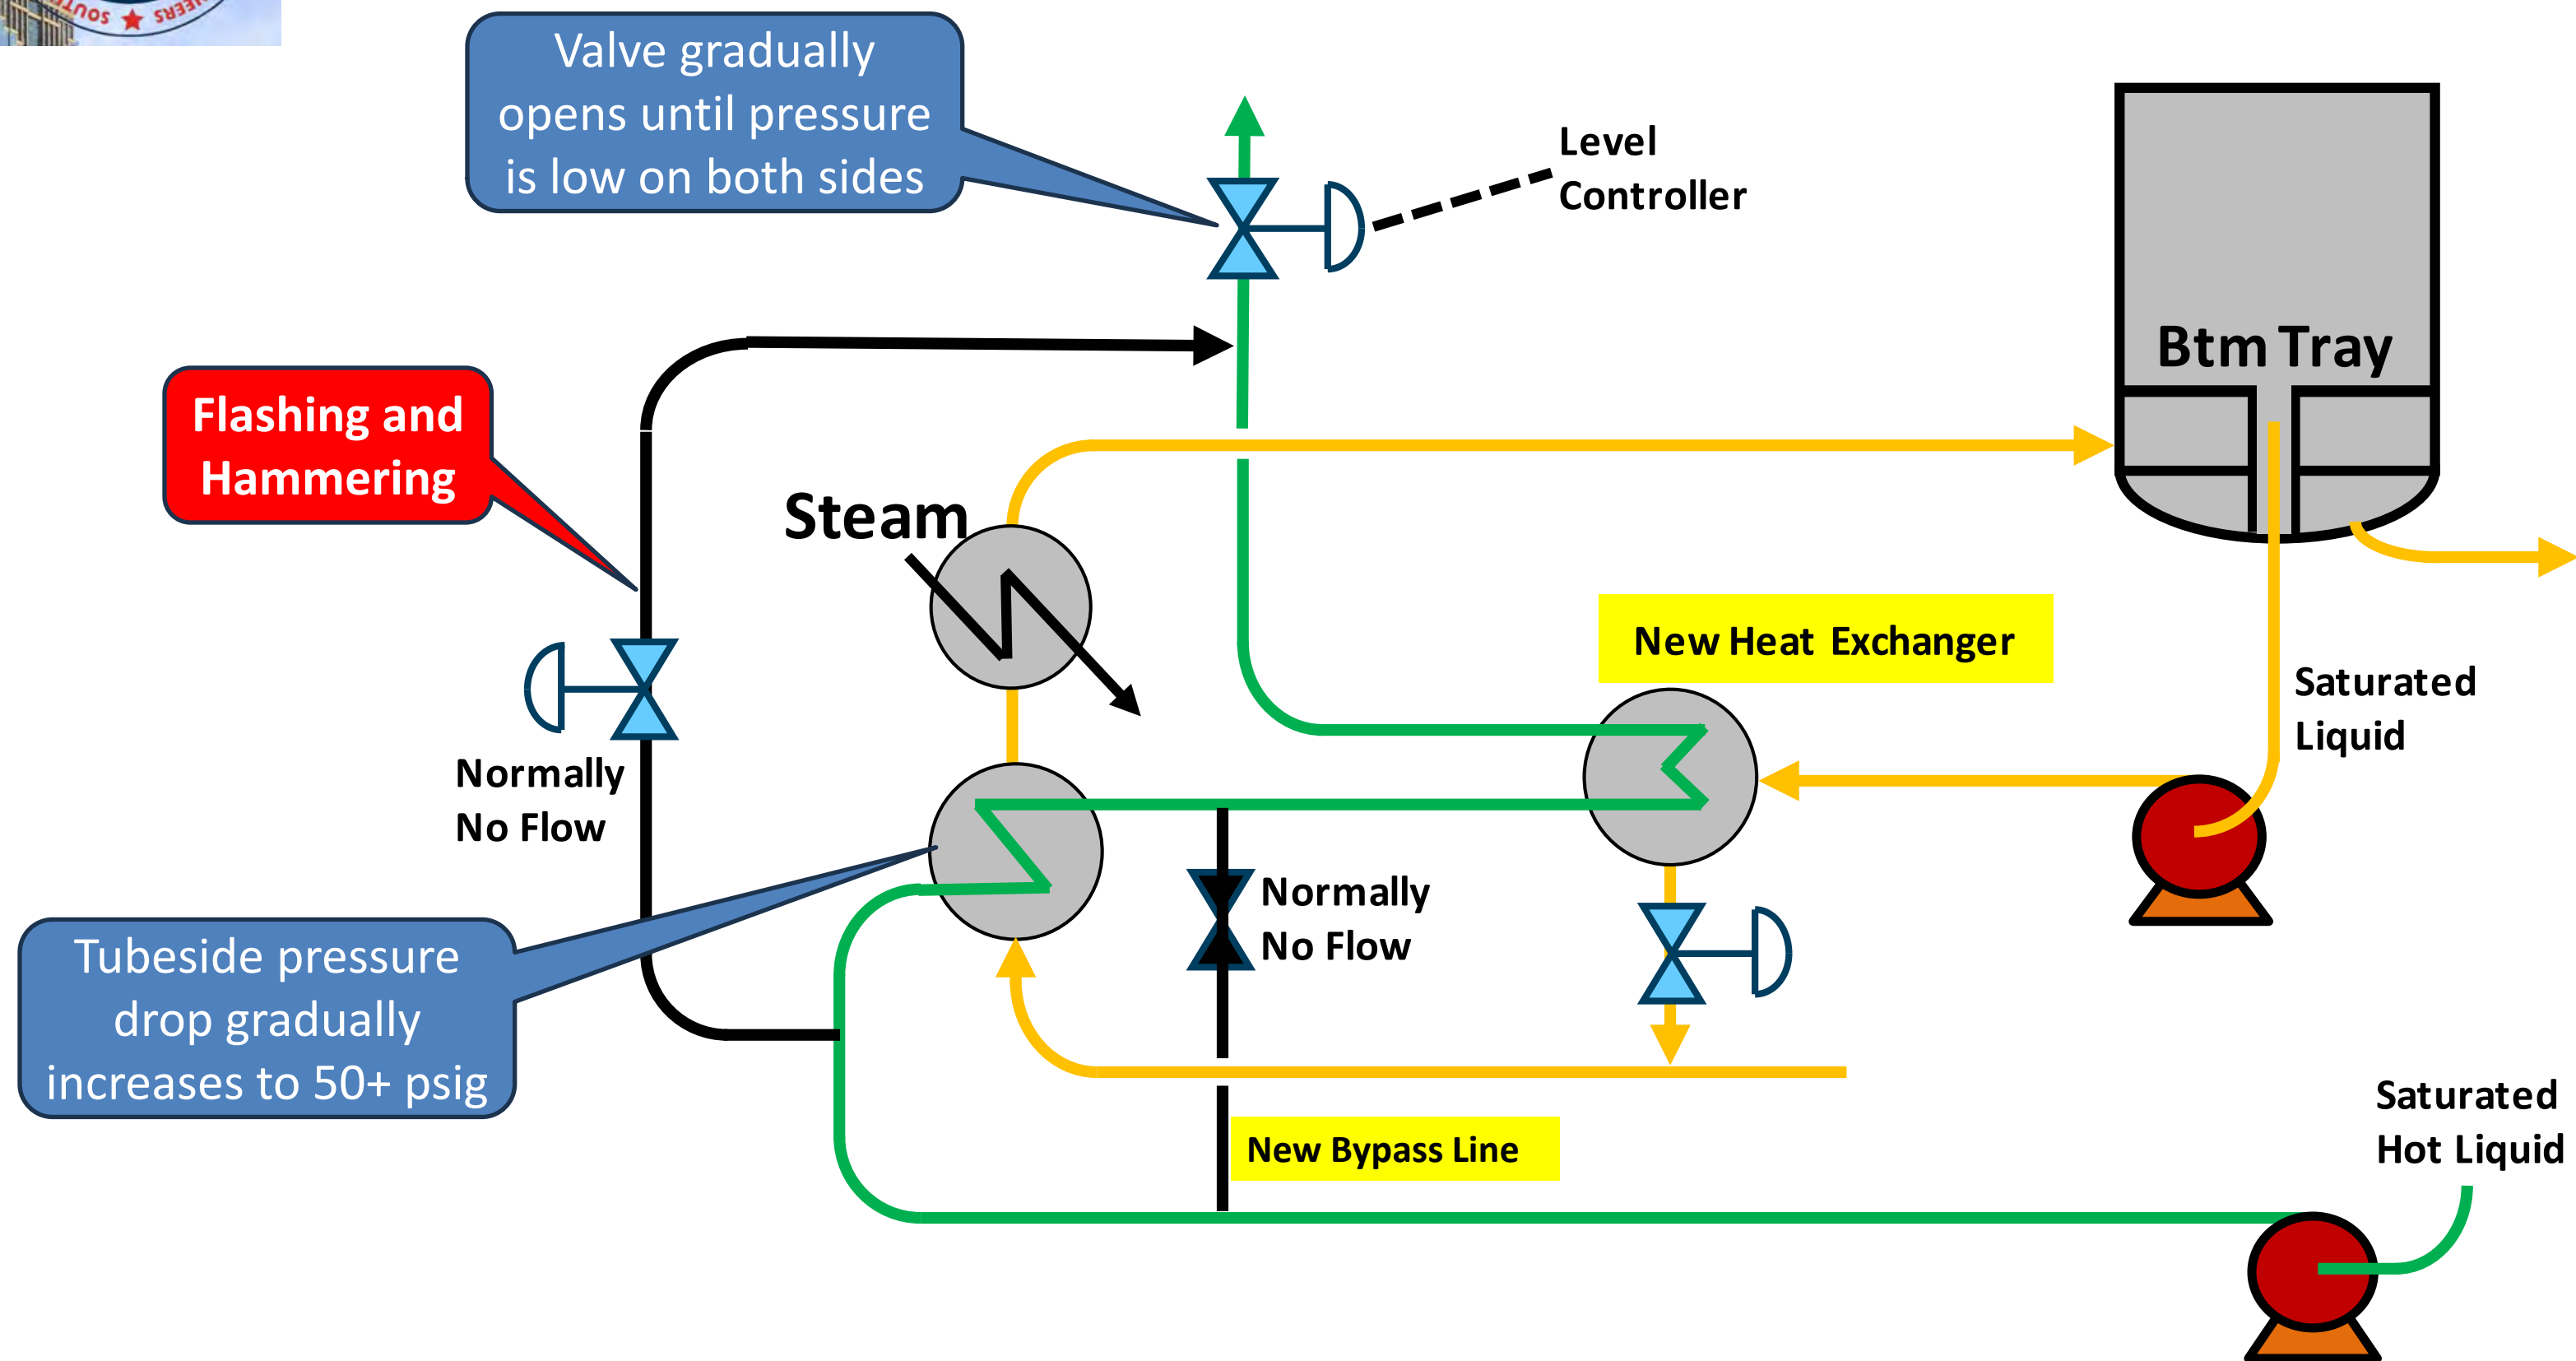 Valve gradually
opens until pressure
is low on both sides
Level
Controller
Btm Tray
Flashing and
Hammering
Steam
New Heat Exchanger
Saturated
Liquid
Normally
No Flow
Normally
No Flow
Tubeside pressure
drop gradually
increases to 50+ psig
New Bypass Line
Saturated
Hot Liquid